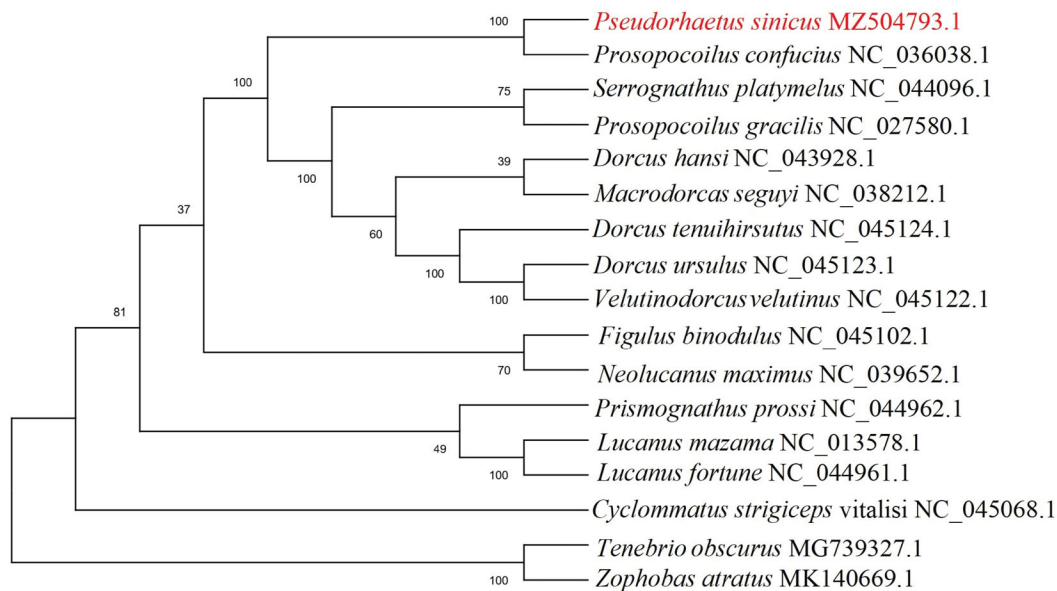 100
Pseudorhaetus sinicus MZ504793.1
Prosopocoilus confucius NC_036038.1
100
75
Serrognathus platymelus NC_044096.1
Prosopocoilus gracilis NC_027580.1
100
39
Dorcus hansi NC_043928.1
Macrodorcas seguyi NC_038212.1
37
60
Dorcus tenuihirsutus NC_045124.1
100
Dorcus ursulus NC_045123.1
100
Velutinodorcus velutinus NC_045122.1
81
Figulus binodulus NC_045102.1
70
Neolucanus maximus NC_039652.1
Prismognathus prossi NC_044962.1
49
Lucanus mazama NC_013578.1
100
Lucanus fortune NC_044961.1
Cyclommatus strigiceps vitalisi NC_045068.1
Tenebrio obscurus MG739327.1
100
Zophobas atratus MK140669.1